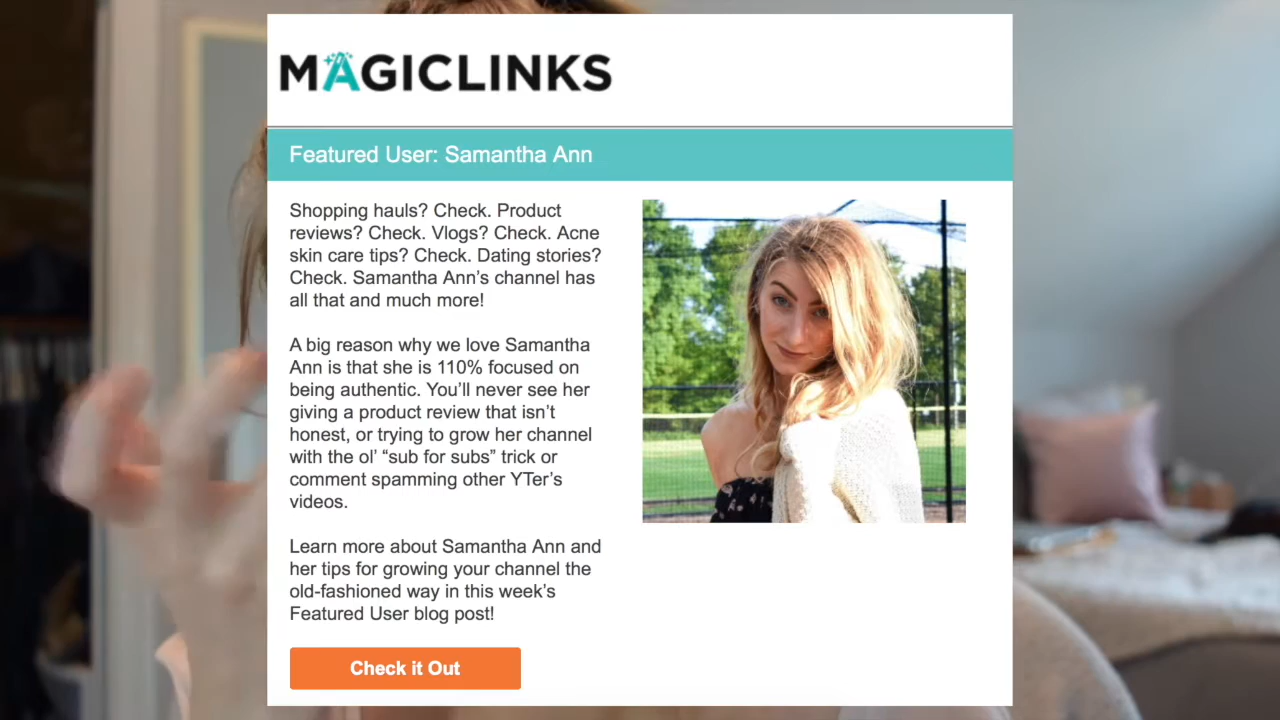 MAGICLINKS
Featured User: Samantha Ann
Shopping hauls? Check. Product
reviews? Check. Vlogs? Check. Acne
skin care tips? Check. Dating stories?
Check. Samantha Ann’s channel has
all that and much more!
A big reason why we love Samantha
Ann is that she is 110% focused on
being authentic. You’ll never see her
giving a product review that isn’t
honest, or trying to grow her channel
with the ol’ “sub for subs” trick or
comment spamming other YTer’s
videos.
Learn more about Samantha Ann and
her tips for growing your channel the
old-fashioned way in this week’s
Featured User blog post!
Check it Out